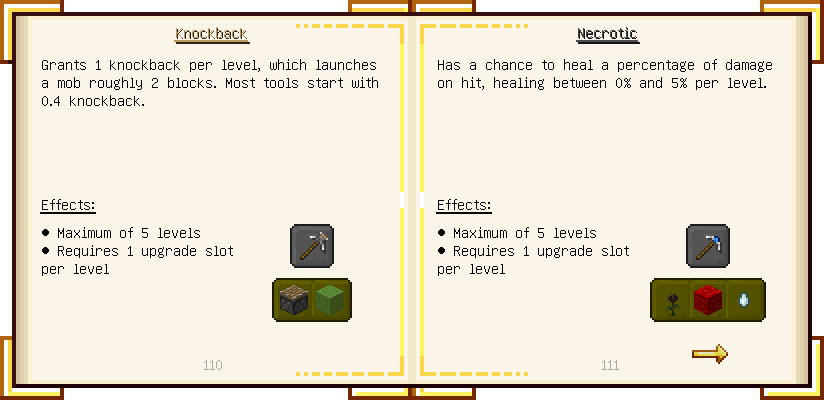 Knockback
Grants 1 knockback per level, which launches
a mob roughly 2 blocks. Most tools start with
0.4 knockback.
Effects:
● Maximum of 5 levels
● Requires 1 upgrade slot
per level
110
Necrotic
Has a chance to heal a percentage of damage
on hit, healing between 0% and 5% per level.
Effects:
● Maximum of 5 levels
● Requires 1 upgrade slot
per level
111